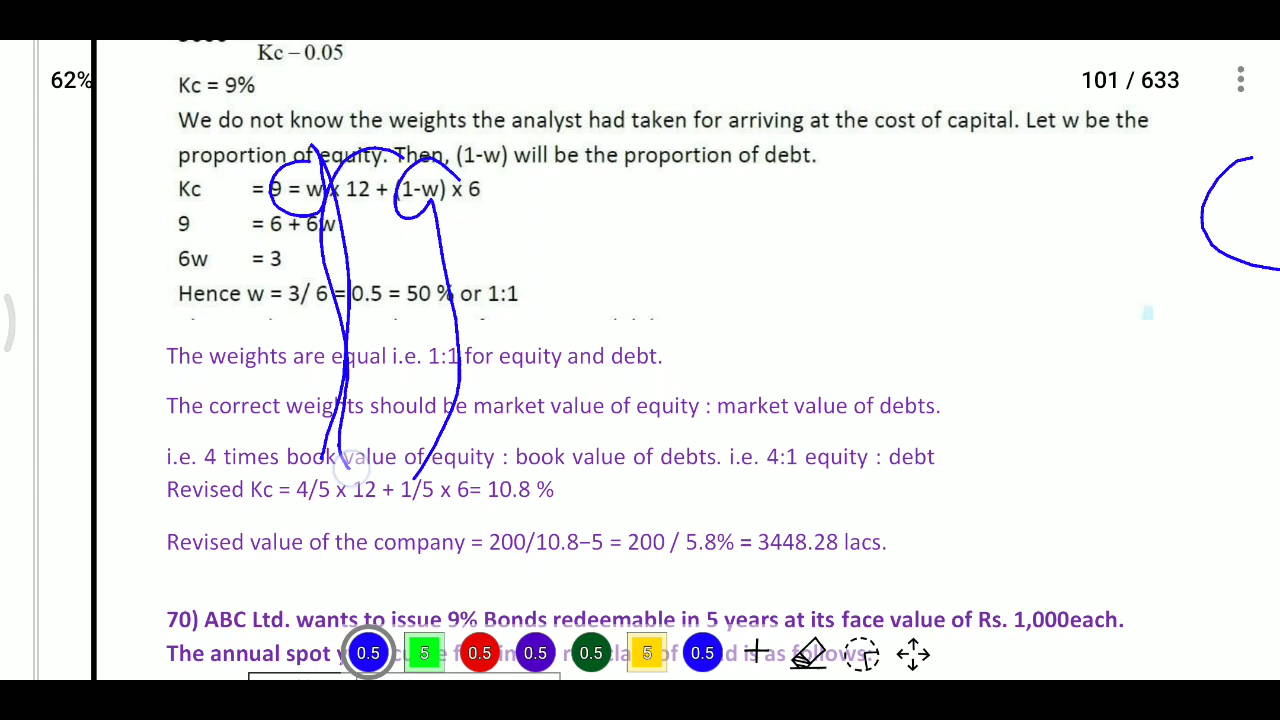 Kc – 0.05
62%
101 / 633
Kc = 9%
We do not know the weights the analyst had taken for arriving at the cost of capital. Let w be the
proportion of equity. Then, (1-w) will be the proportion of debt.
Kc = 9 = w x 12 + (1-w) x 6
9 = 6 + 6w
6w = 3
Hence w = 3/ 6 = 0.5 = 50 % or 1:1
The weights are equal i.e. 1:1 for equity and debt.
The correct weights should be market value of equity : market value of debts.
i.e. 4 times book value of equity : book value of debts. i.e. 4:1 equity : debt
Revised Kc = 4/5 x 12 + 1/5 x 6= 10.8 %
Revised value of the company = 200/10.8–5 = 200 / 5.8% = 3448.28 lacs.
70) ABC Ltd. wants to issue 9% Bonds redeemable in 5 years at its face value of Rs. 1,000each.
The annual spot is as follows
0.5 5 0.5 0.5 0.5 5 0.5